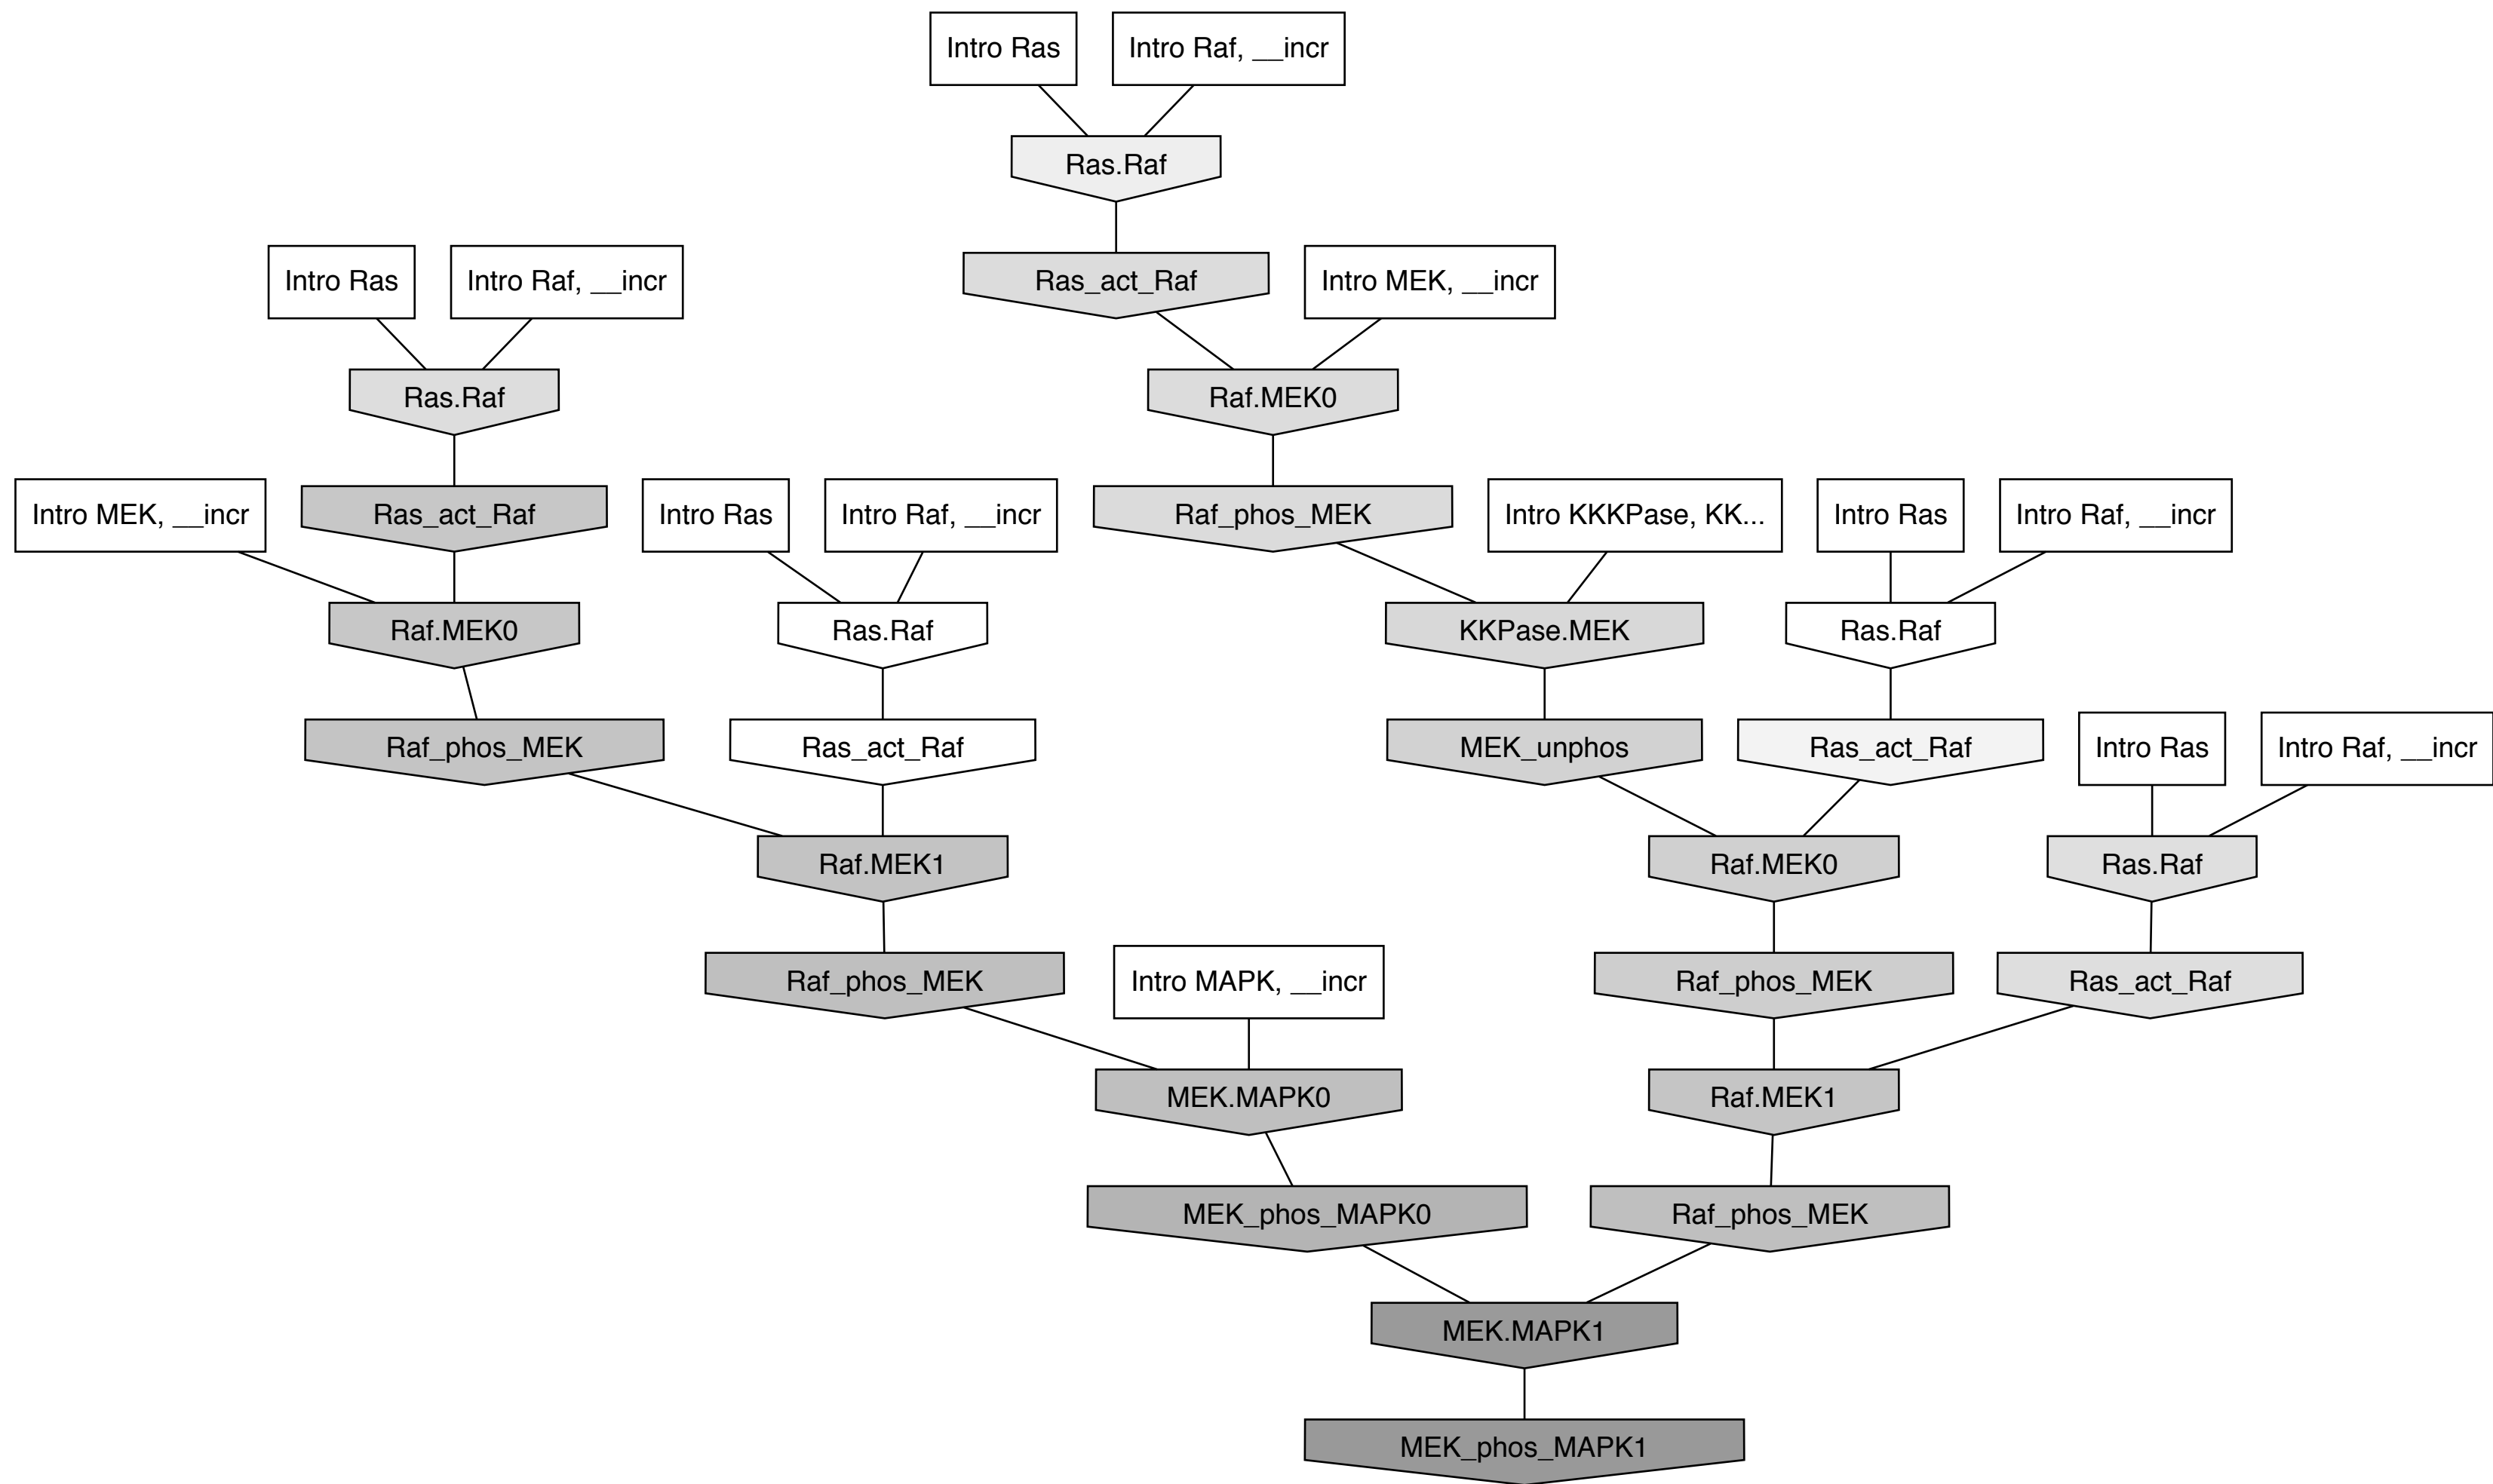 Intro Ras
Intro Raf, __incr
Ras.Raf
Intro Ras
Intro Raf, __incr
Ras_act_Raf
Intro MEK, __incr
Ras.Raf
Raf.MEK0
Intro MEK, __incr
Ras_act_Raf
Intro Ras
Intro Raf, __incr
Raf_phos_MEK
Intro KKKPase, KK...
Intro Ras
Intro Raf, __incr
Raf.MEK0
Ras.Raf
KKPase.MEK
Ras.Raf
Raf_phos_MEK
Ras_act_Raf
MEK_unphos
Ras_act_Raf
Intro Ras
Intro Raf, __incr
Raf.MEK1
Raf.MEK0
Ras.Raf
Raf_phos_MEK
Intro MAPK, __incr
Raf_phos_MEK
Ras_act_Raf
MEK.MAPK0
Raf.MEK1
MEK_phos_MAPK0
Raf_phos_MEK
MEK.MAPK1
MEK_phos_MAPK1